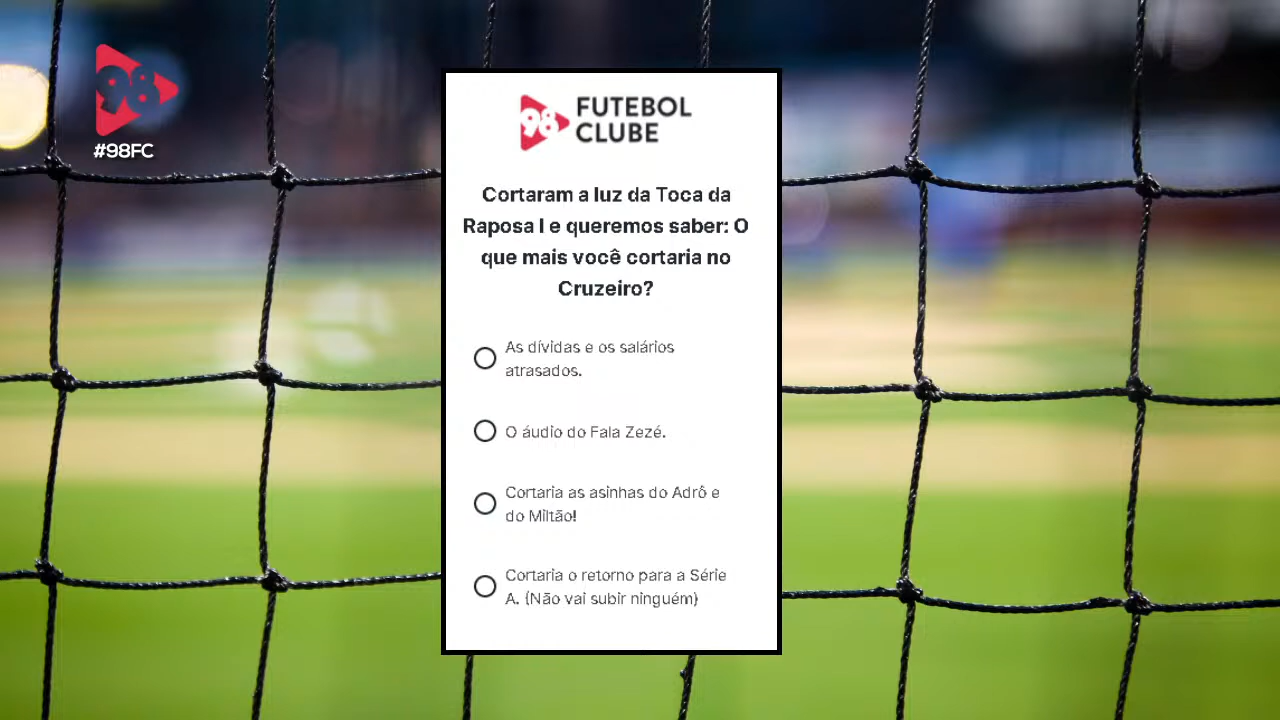 98
#98FC
98 FUTEBOL
CLUBE
Cortaram a luz da Toca da
Raposa I e queremos saber: O
que mais você cortaria no
Cruzeiro?
As dívidas e os salários
atrasados.
O áudio do Fala Zezé.
Cortaria as asinhas do Adrô e
do Miltão!
Cortaria o retorno para a Série
A. (Não vai subir ninguém)